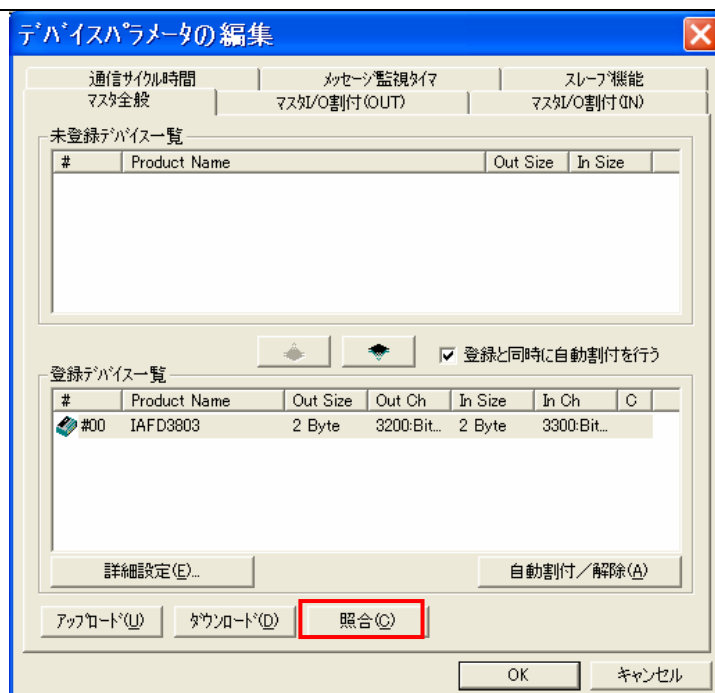 デバイスパラメータの編集
通信サイクル時間 メッセージ監視タイマ スレーブ機能
マスタ全般 マスタI/O割付(OUT) マスタI/O割付(IN)
未登録デバイス一覧
# Product Name Out Size In Size
登録と同時に自動割付を行う
登録デバイス一覧
# Product Name Out Size Out Ch In Size In Ch C
#00 IAFD3803 2 Byte 3200:Bit... 2 Byte 3300:Bit...
詳細設定(E)... 自動割付/解除(A)
アップロード(U) ダウンロード(D) 照合(C)
OK キャンセル